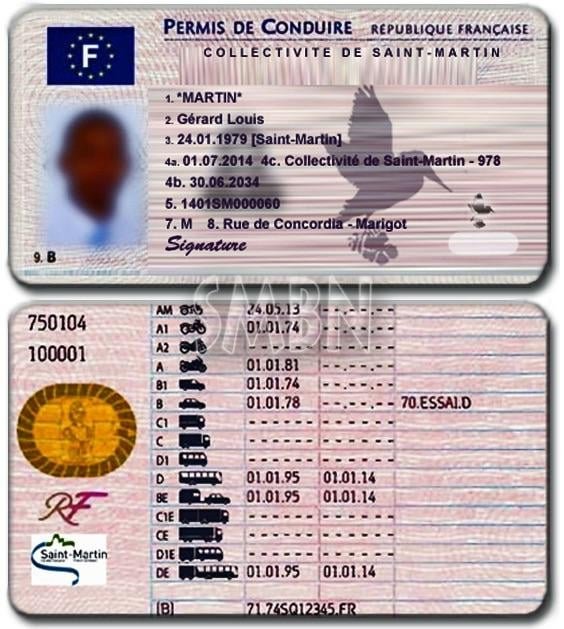 PERMIS DE CONDUIRE RÉPUBLIQUE FRANÇAISE
COLLECTIVITE DE SAINT-MARTIN
F
1. *MARTIN*
2. Gérard Louis
3. 24.01.1979 [Saint-Martin]
4a. 01.07.2014 4c. Collectivité de Saint-Martin - 978
4b. 30.06.2034
5. 1401SM000060
7. M 8. Rue de Concordia - Marigot
Signature
9. B
SMBN
750104
100001
AM 24.05.13 --.--.--
A1 01.01.74 --.--.--
A2
A 01.01.81 --.--.--
B1 01.01.74 --.--.--
B 01.01.78 --.--.-- 70.ESSAI.D
C1 --.--.-- --.--.--
C --.--.-- --.--.--
D1 --.--.-- --.--.--
D 01.01.95 01.01.14
BE 01.01.95 01.01.14
C1E --.--.-- --.--.--
CE --.--.-- --.--.--
D1E --.--.-- --.--.--
DE 01.01.95 01.01.14
(B) 71.74SQ12345.FR
RF
Saint-Martin